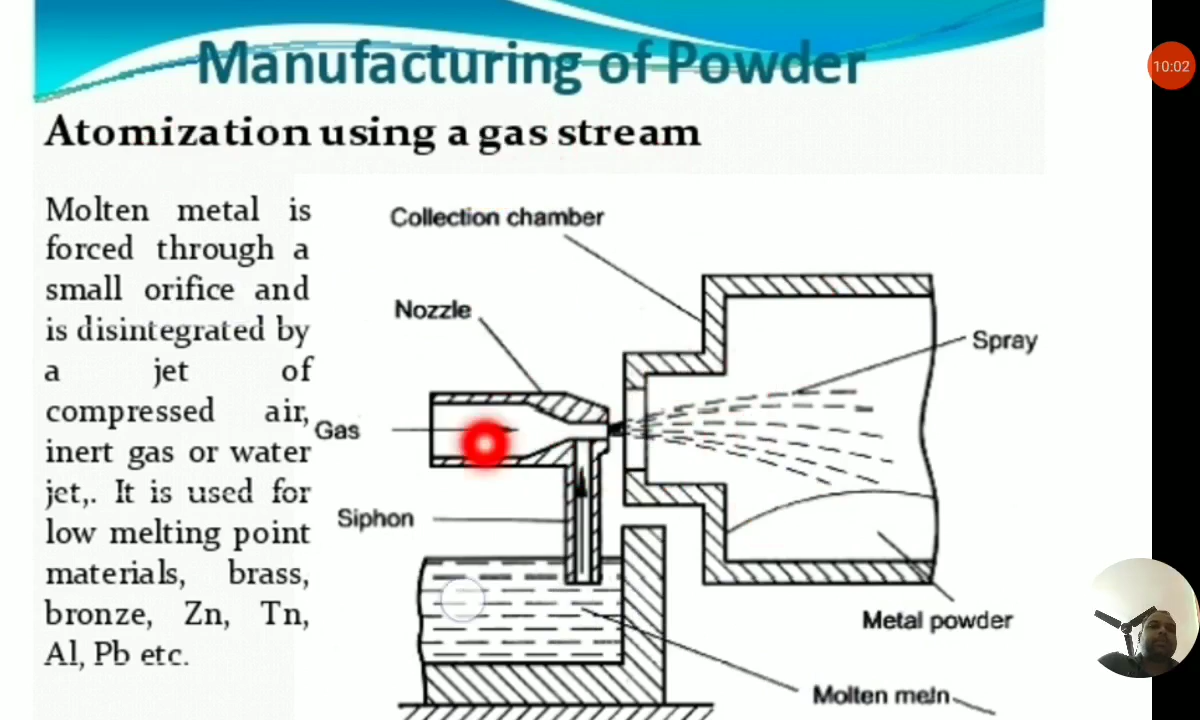 Manufacturing of Powder
10:02
Atomization using a gas stream
Molten metal is
forced through a
small orifice and
is disintegrated by
a jet of
compressed air,
inert gas or water
jet,. It is used for
low melting point
materials, brass,
bronze, Zn, Tn,
Al, Pb etc.
Collection chamber
Nozzle
Spray
Gas
Siphon
Metal powder
Molten